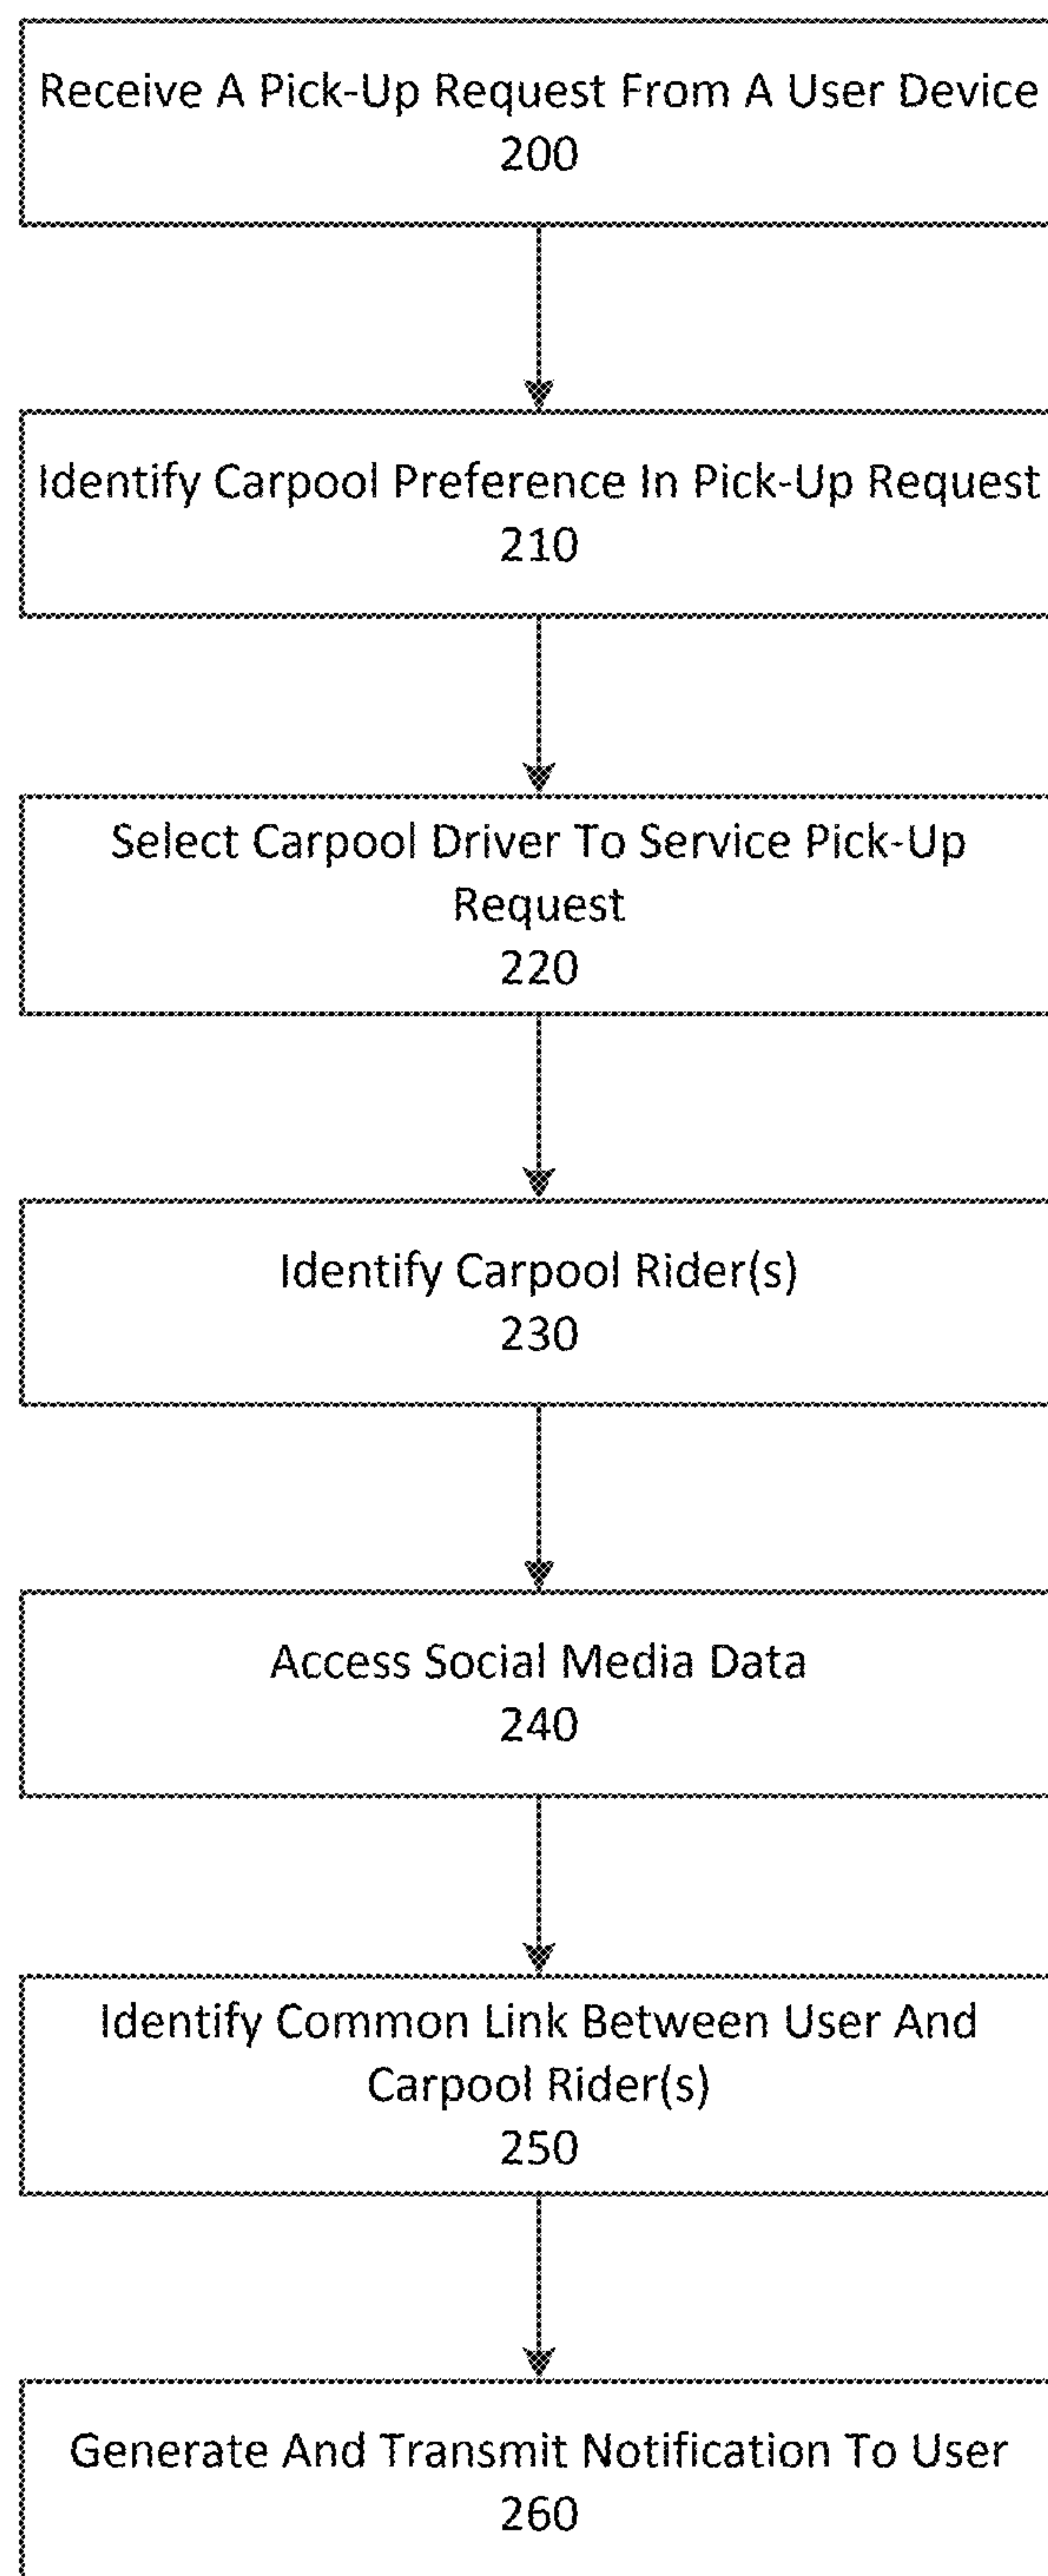 Receive A Pick-Up Request From A User Device
200
Identify Carpool Preference In Pick-Up Request
210
Select Carpool Driver To Service Pick-Up
Request
220
Identify Carpool Rider(s)
230
Access Social Media Data
240
Identify Common Link Between User And
Carpool Rider(s)
250
Generate And Transmit Notification To User
260